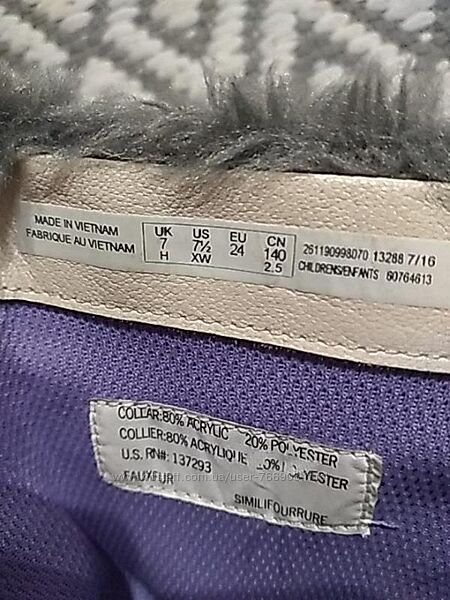 MADE IN VIETNAM
FABRIQUE AU VIETNAM
UK US EU CN
7 7½ 24 140
H XW 2.5
261190998070 13288 7/16
CHILDRENS/ENFANTS 60764613
COLLAR:80% ACRYLIC 20% POLYESTER
COLLIER:80% ACRYLIQUE 20% POLYESTER
U.S. RN#: 137293
FAUXFUR
SIMILIFOURRURE